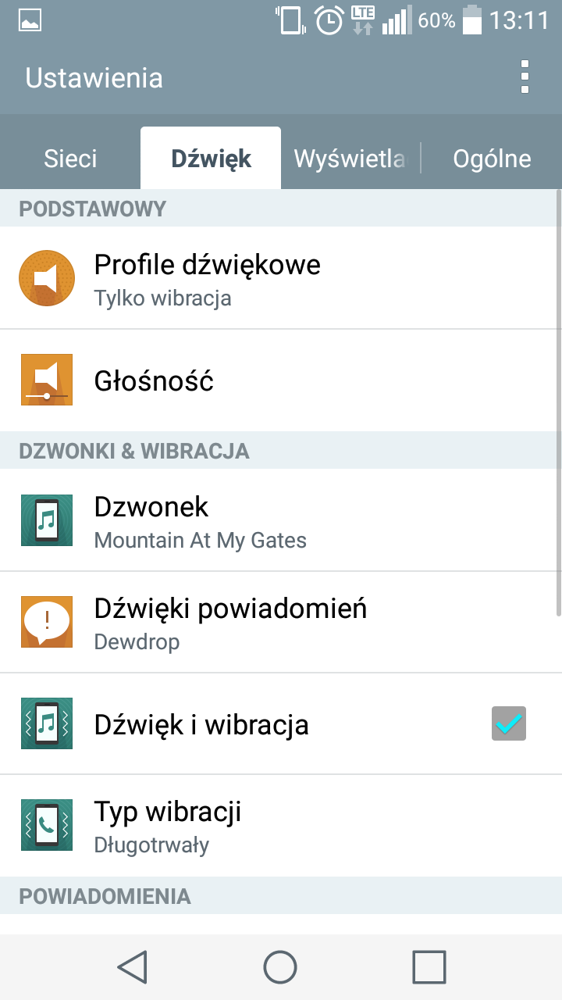 LTE 60% 13:11
Ustawienia
Sieci Dźwięk Wyświetla Ogólne
PODSTAWOWY
Profile dźwiękowe
Tylko wibracja
Głośność
DZWONKI & WIBRACJA
Dzwonek
Mountain At My Gates
Dźwięki powiadomień
Dewdrop
Dźwięk i wibracja
Typ wibracji
Długotrwały
POWIADOMIENIA